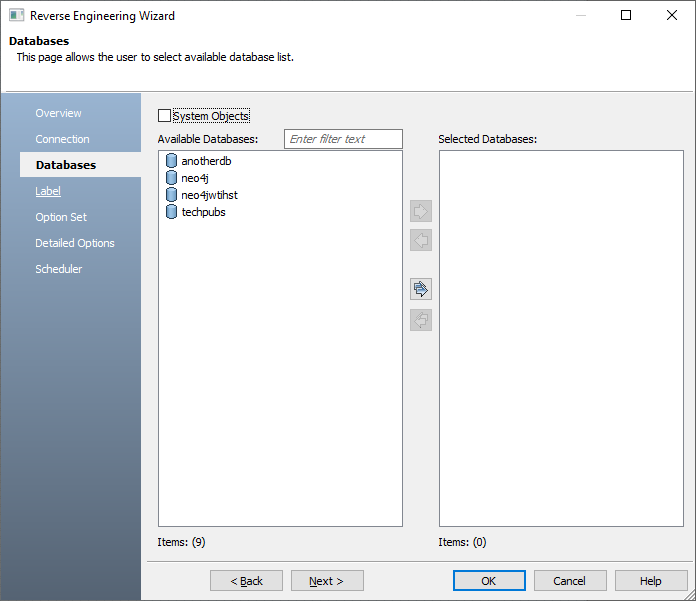 Reverse Engineering Wizard
Databases
This page allows the user to select available database list.
Overview
Connection
Databases
Label
Option Set
Detailed Options
Scheduler
System Objects
Available Databases:
Enter filter text
Selected Databases:
anotherdb
neo4j
neo4jwtihst
techpubs
Items: (9)
Items: (0)
< Back
Next >
OK
Cancel
Help